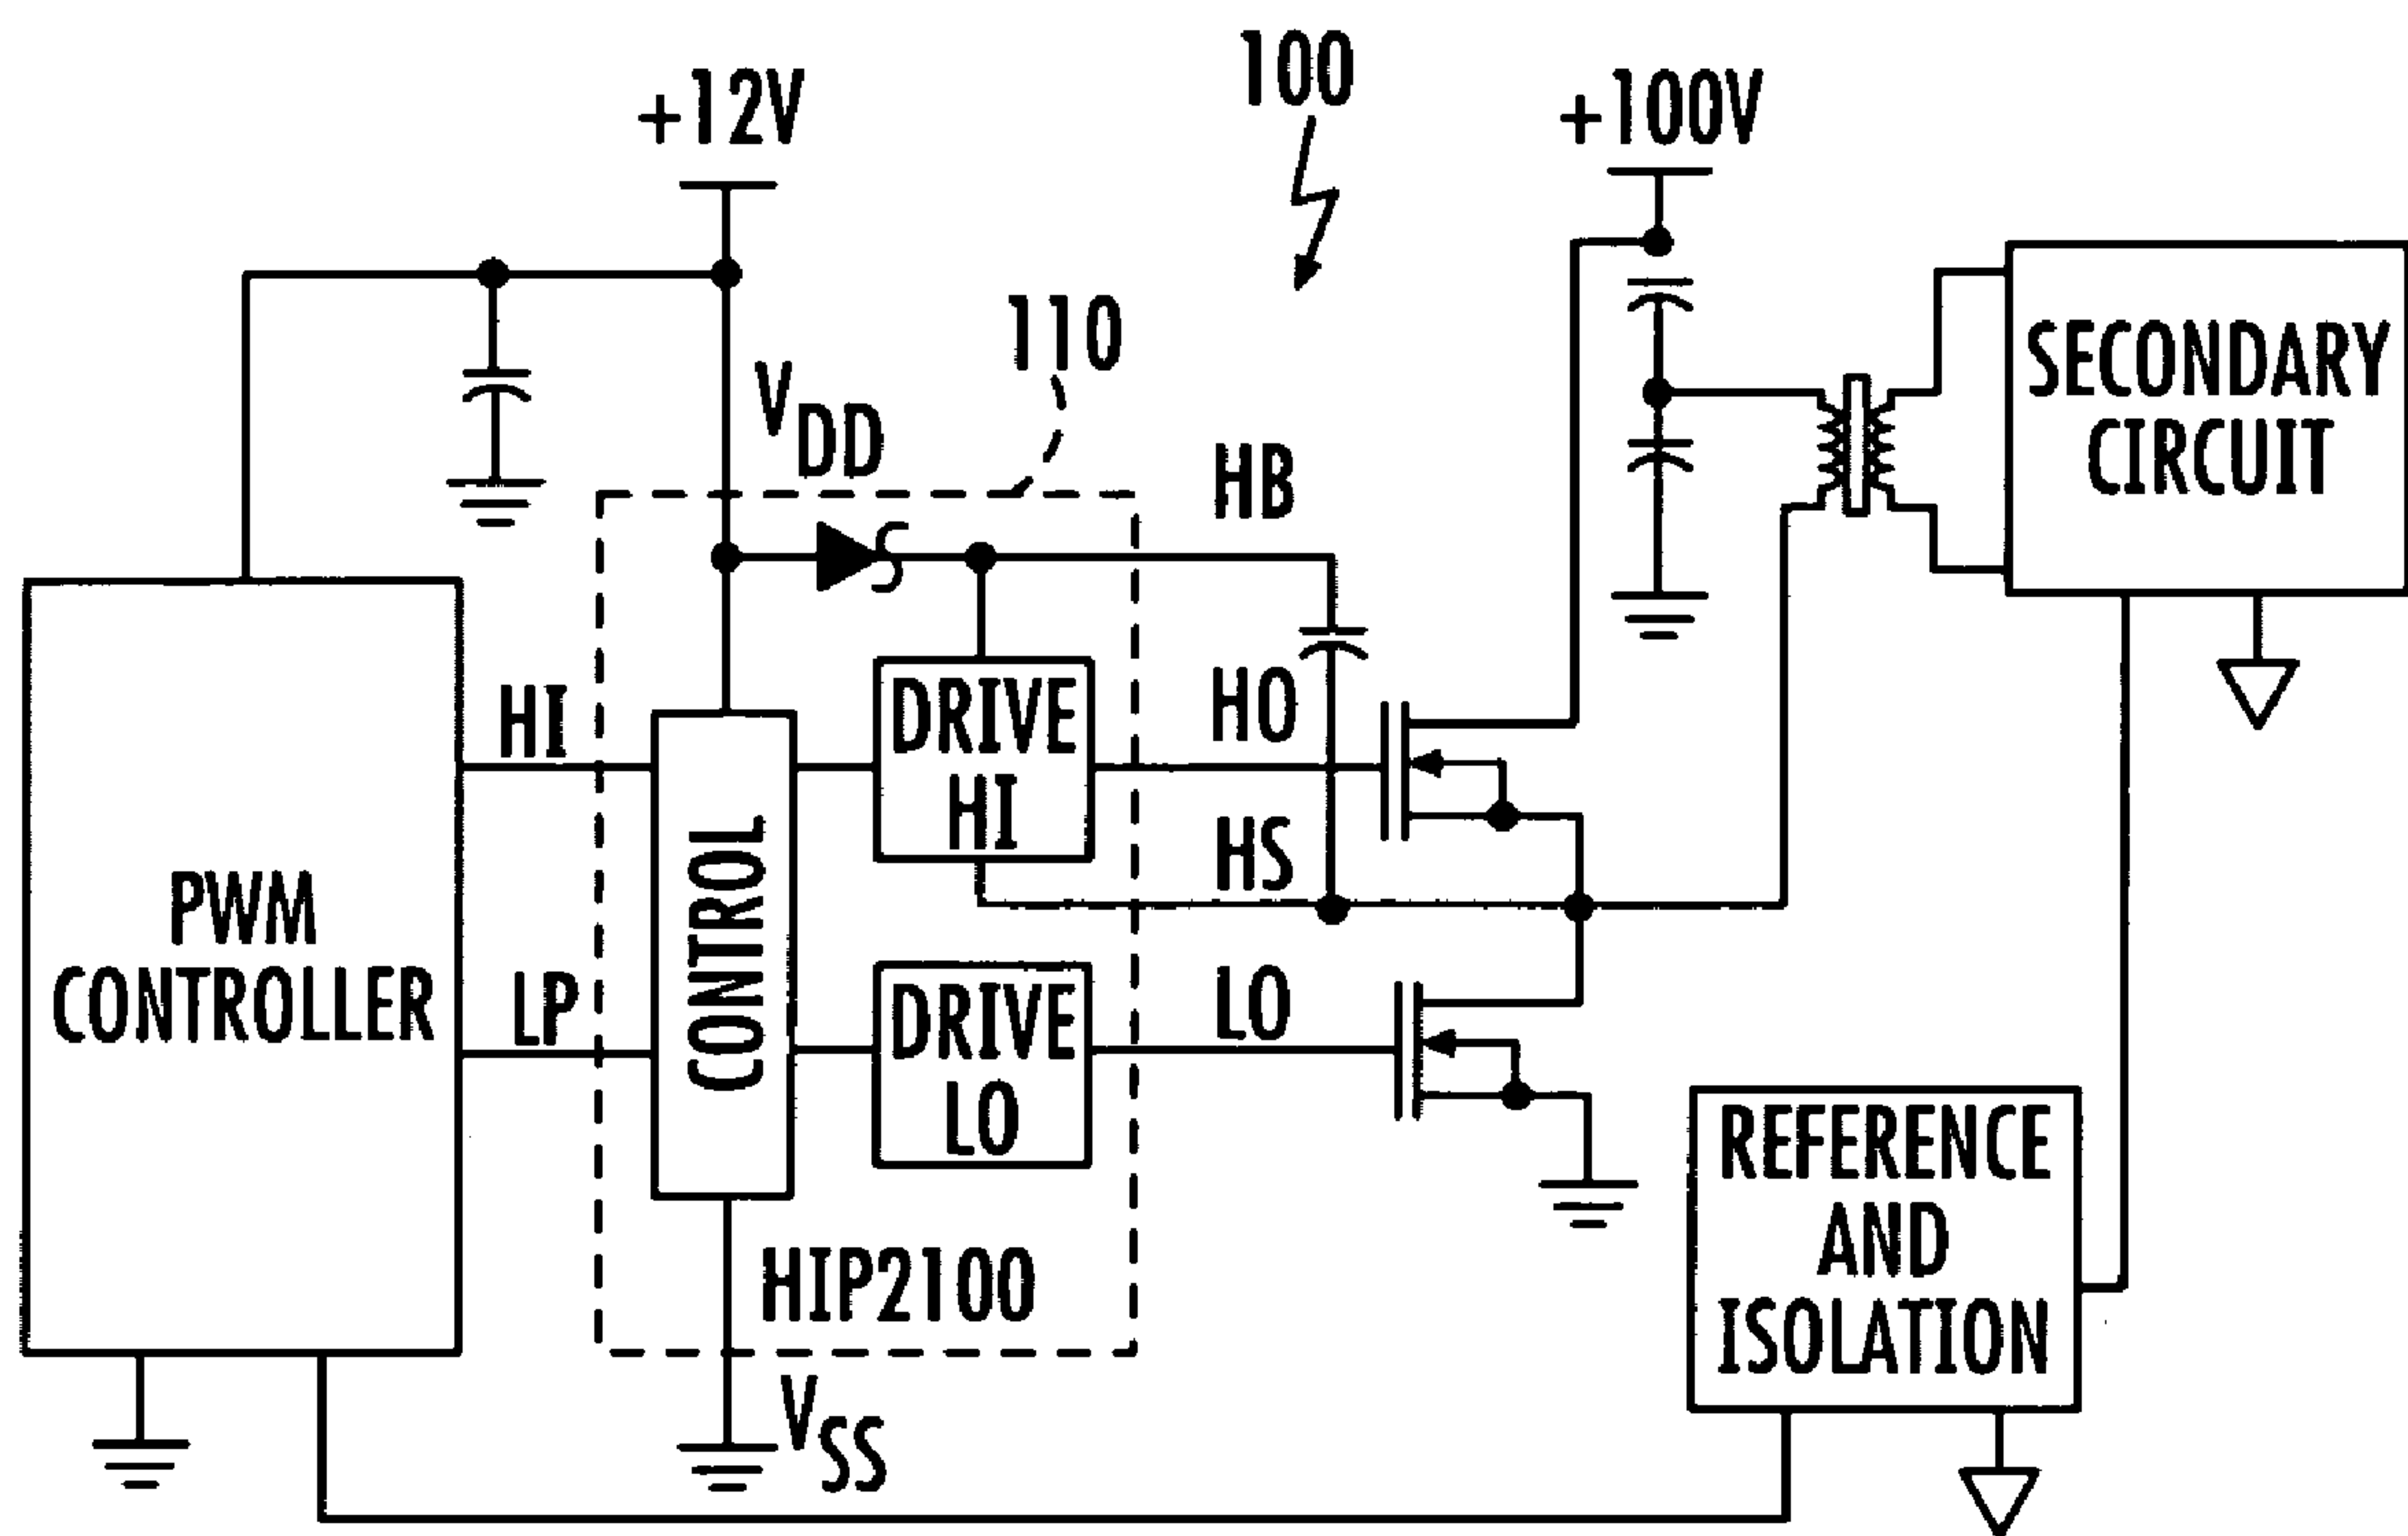 +12V
100
+100V
110
VDD
HB
SECONDARY
CIRCUIT
HI
DRIVE
HI
HO
HS
CONTROL
PWM
CONTROLLER
LP
DRIVE
LO
LO
REFERENCE
AND
ISOLATION
HIP2100
VSS